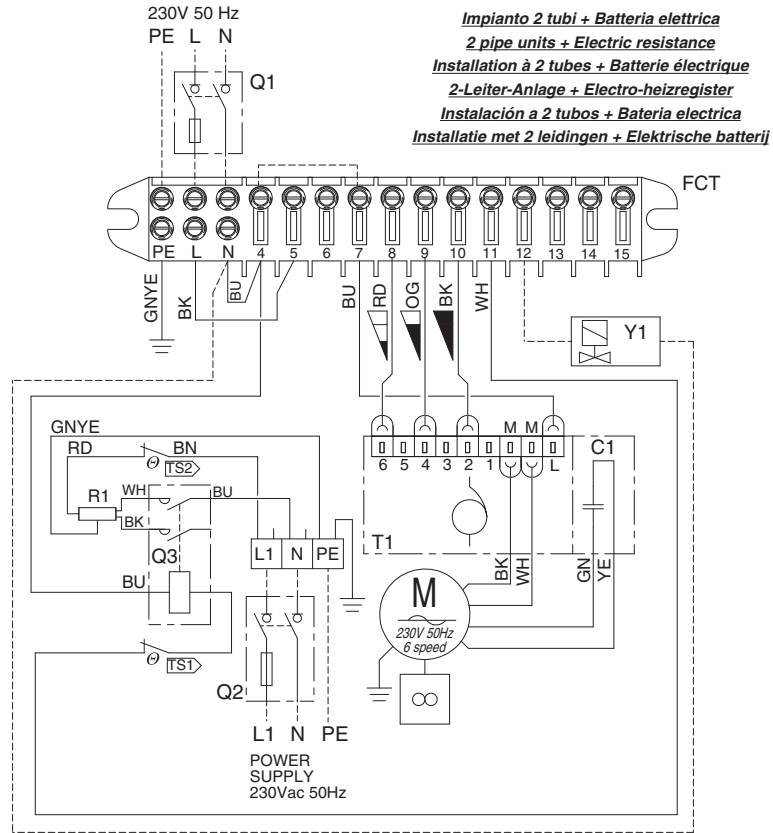 230V 50 Hz
PE L N
Q1
Impianto 2 tubi + Batteria elettrica
2 pipe units + Electric resistance
Installation à 2 tubes + Batterie électrique
2-Leiter-Anlage + Electro-heizregister
Instalación a 2 tubos + Bateria electrica
Installatie met 2 leidingen + Elektrische batterij
FCT
PE L N 4 5 6 7 8 9 10 11 12 13 14 15
GNYE BK BU BU RD OG BK WH
Y1
GNYE
RD BN
TS2
R1 WH BU
BK
Q3
BU
TS1
L1 N PE
Q2
L1 N PE
POWER
SUPPLY
230Vac 50Hz
M M
6 5 4 3 2 1 L
C1
T1
BK WH GN YE
M
230V 50Hz
6 speed